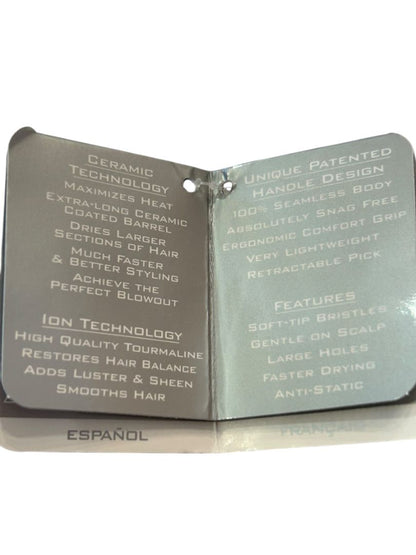 CERAMIC
TECHNOLOGY
MAXIMIZES HEAT
EXTRA-LONG CERAMIC
COATED BARREL
DRIES LARGER
SECTIONS OF HAIR
MUCH FASTER
& BETTER STYLING
ACHIEVE THE
PERFECT BLOWOUT
ION TECHNOLOGY
HIGH QUALITY TOURMALINE
RESTORES HAIR BALANCE
ADDS LUSTER & SHEEN
SMOOTHS HAIR
UNIQUE PATENTED
HANDLE DESIGN
100% SEAMLESS BODY
ABSOLUTELY SNAG FREE
ERGONOMIC COMFORT GRIP
VERY LIGHTWEIGHT
RETRACTABLE PICK
FEATURES
SOFT-TIP BRISTLES
GENTLE ON SCALP
LARGE HOLES
FASTER DRYING
ANTI-STATIC
ESPAÑOL
FRANÇAIS